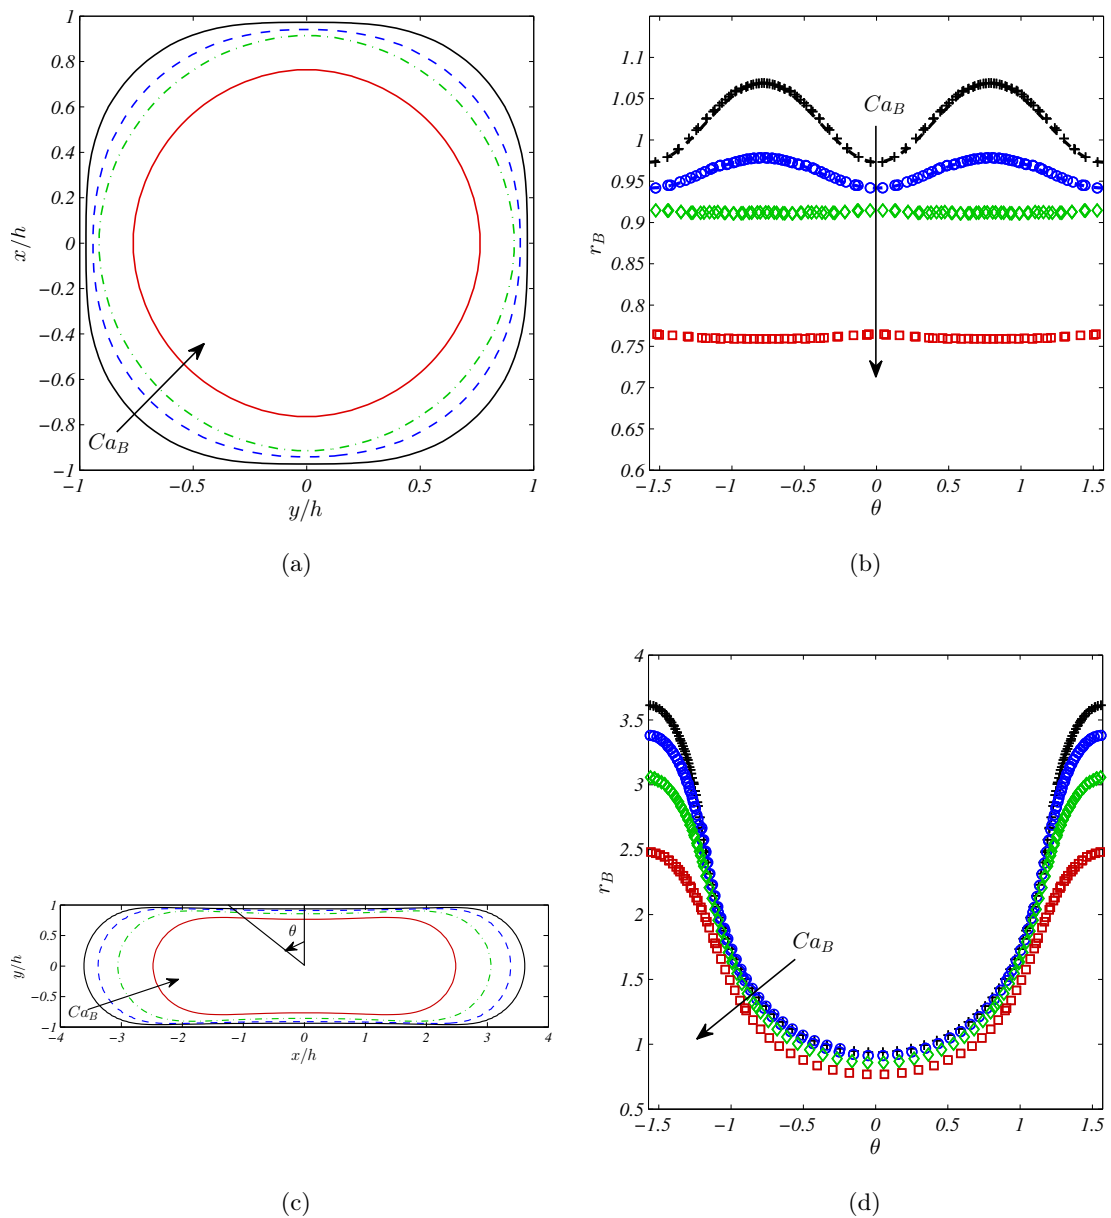 1
0.8
0.6
0.4
0.2
0
−0.2
−0.4
−0.6
−0.8
−1
x/h
Ca_B
−1 −0.5 0 0.5 1
y/h
(a)
1.1
1.05
1
0.95
0.9
0.85
0.8
0.75
0.7
0.65
0.6
r_B
Ca_B
−1.5 −1 −0.5 0 0.5 1 1.5
θ
(b)
1
0.5
0
−0.5
−1
y/h
θ
Ca_B
−4 −3 −2 −1 0 1 2 3 4
x/h
(c)
4
3.5
3
2.5
2
1.5
1
0.5
r_B
Ca_B
−1.5 −1 −0.5 0 0.5 1 1.5
θ
(d)